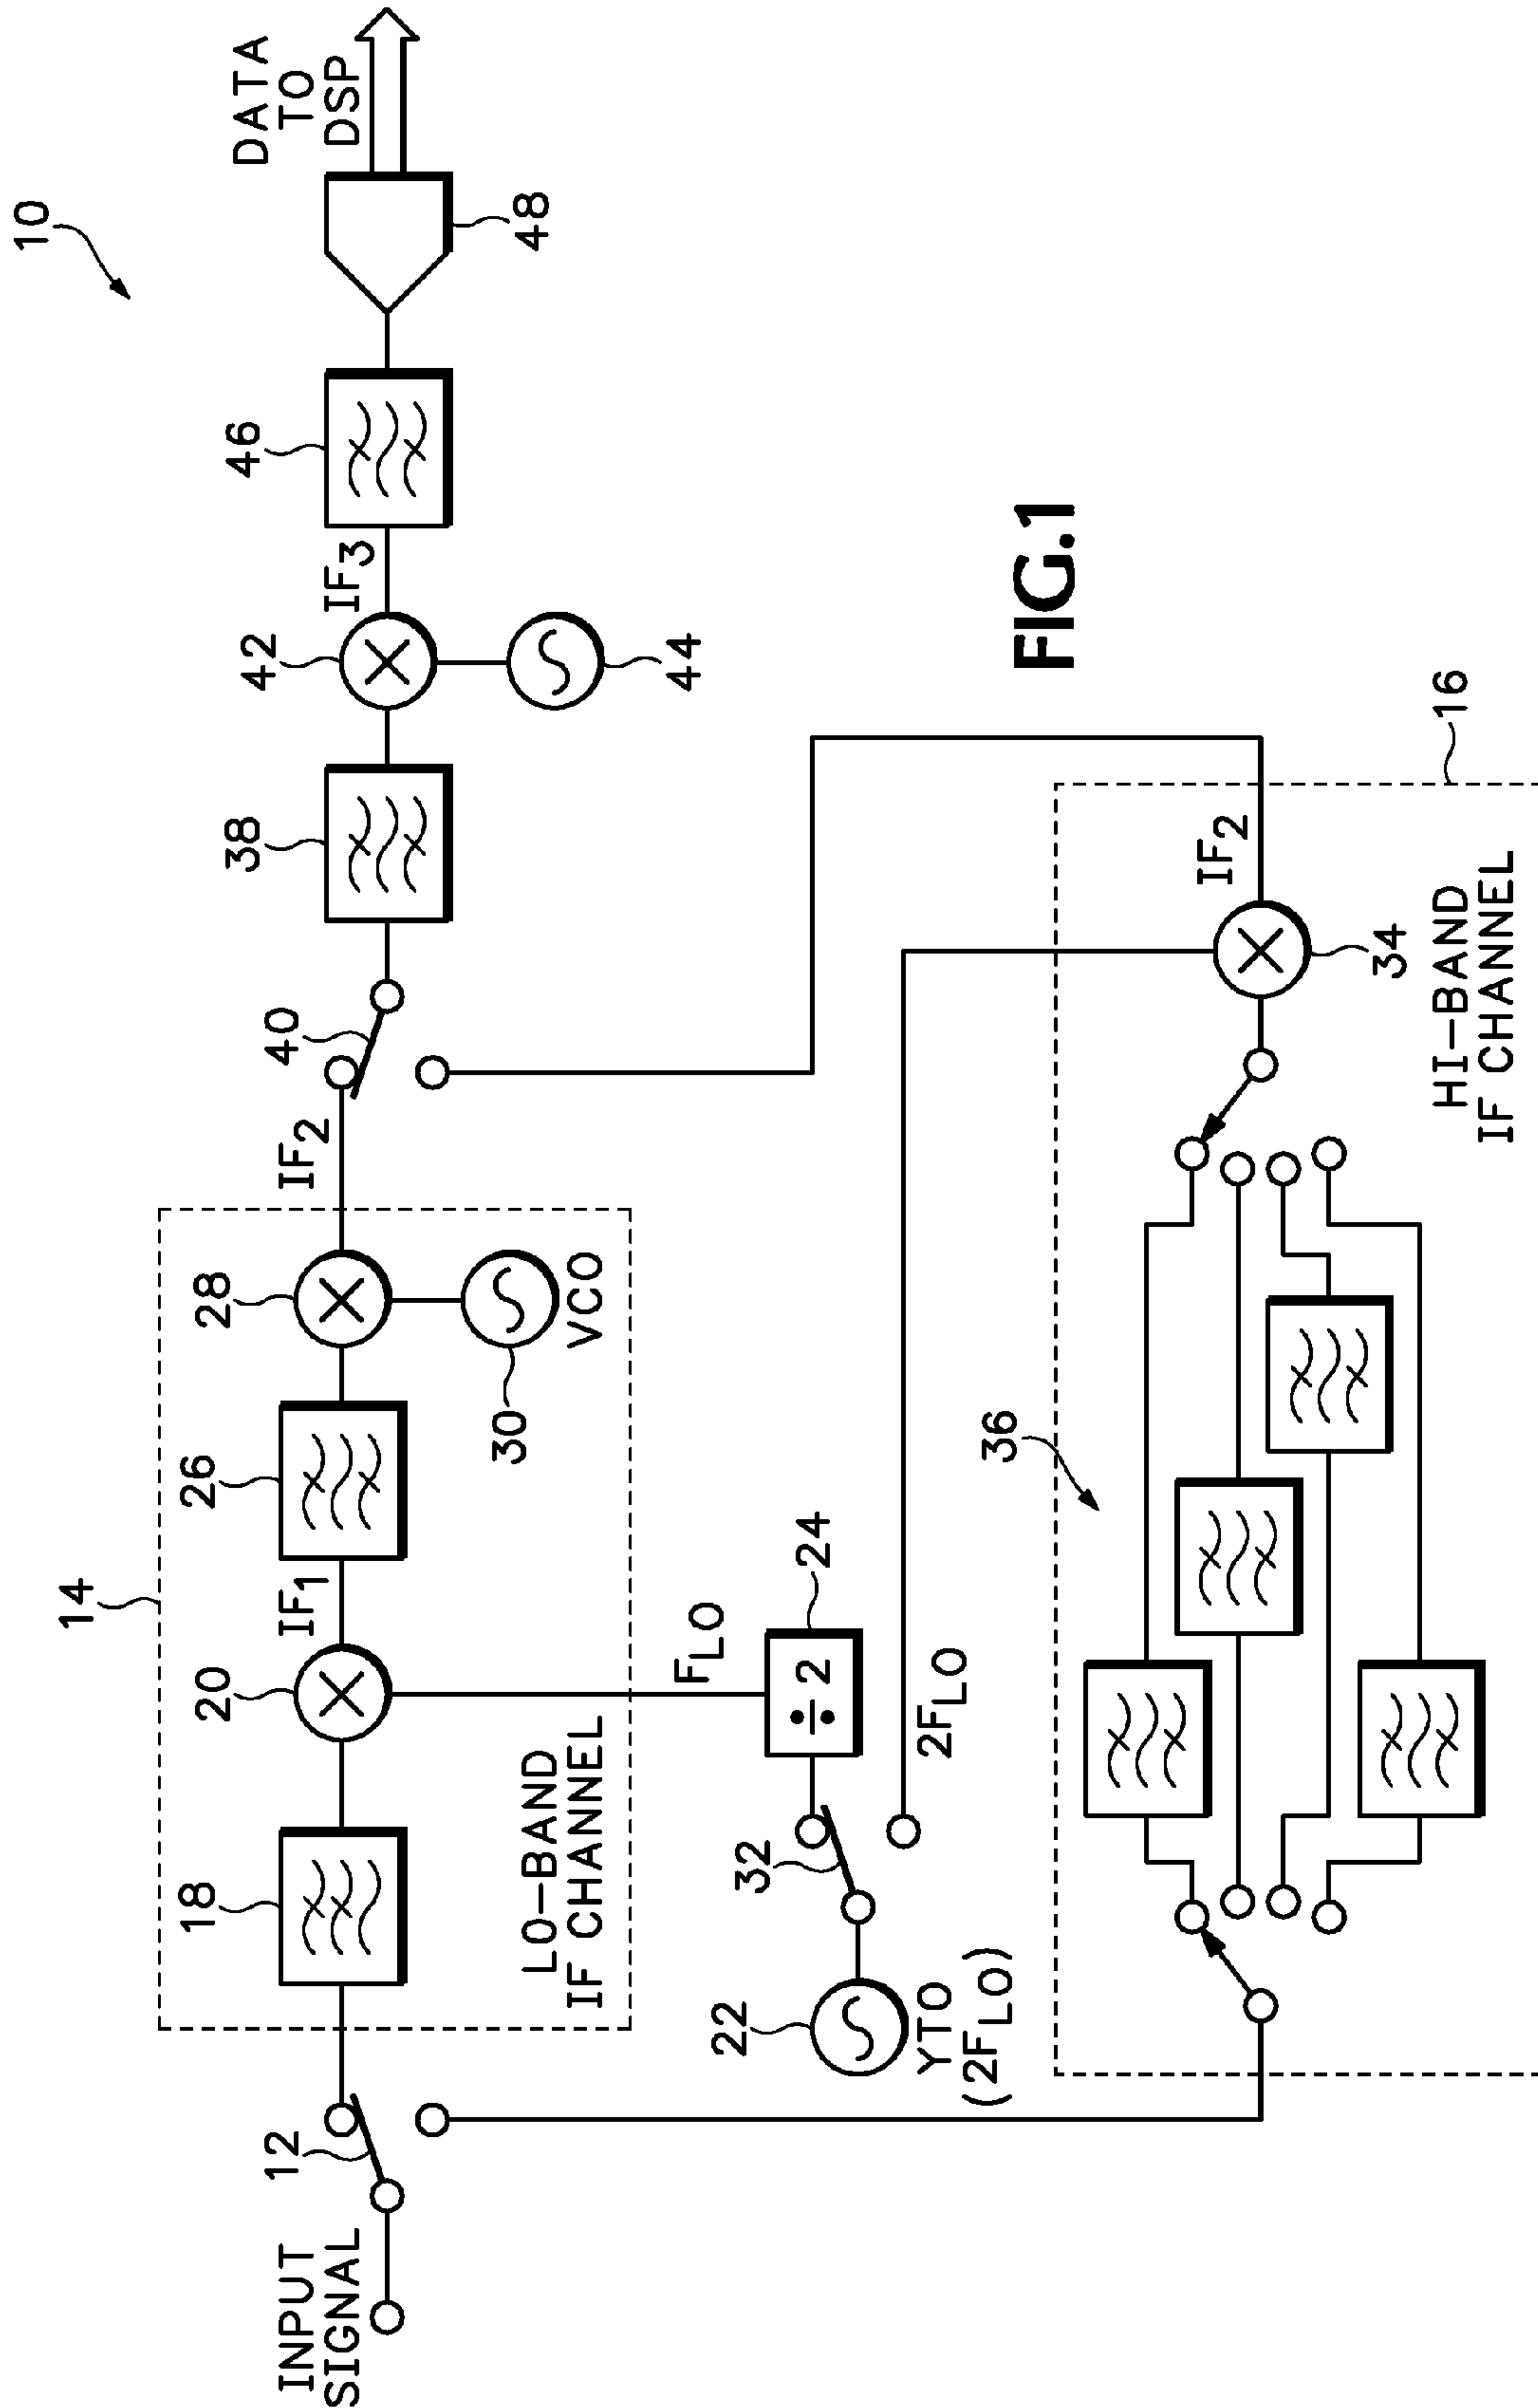 10
DATA
TO
DSP
48
46
IF3
42
44
38
40
IF2
14
28
30
VCO
26
IF1
20
18
LO-BAND
IF CHANNEL
12
INPUT
SIGNAL
FLO
÷2
24
32
22
YTO
(2FLO)
2FLO
36
IF2
34
HI-BAND
IF CHANNEL
16
FIG.1